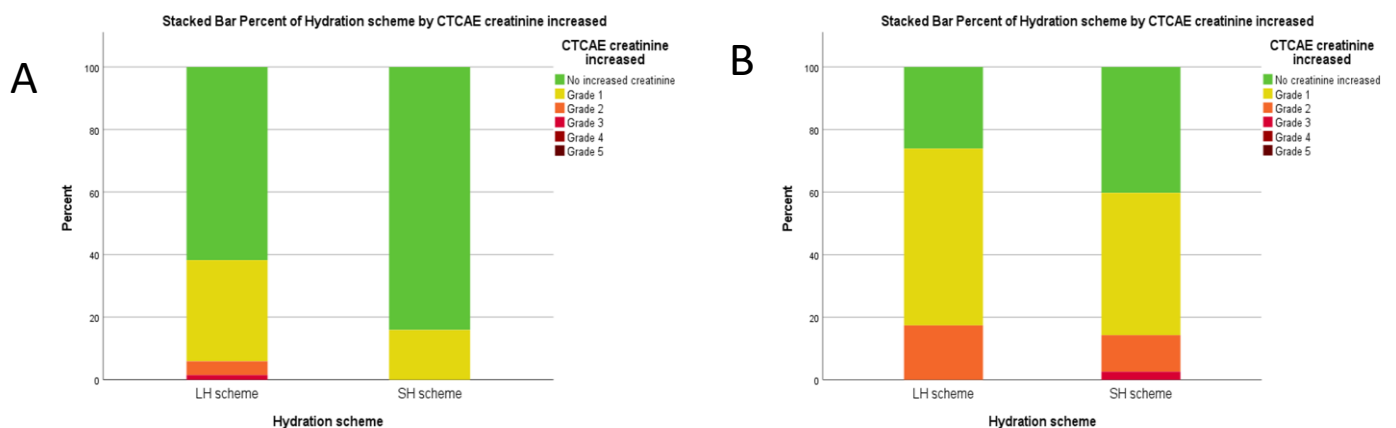 A
Stacked Bar Percent of Hydration scheme by CTCAE creatinine increased
CTCAE creatinine
increased
No increased creatinine
Grade 1
Grade 2
Grade 3
Grade 4
Grade 5
100
80
60
40
20
0
Percent
LH scheme
SH scheme
Hydration scheme
B
Stacked Bar Percent of Hydration scheme by CTCAE creatinine increased
CTCAE creatinine
increased
No creatinine increased
Grade 1
Grade 2
Grade 3
Grade 4
Grade 5
100
80
60
40
20
0
Percent
LH scheme
SH scheme
Hydration scheme